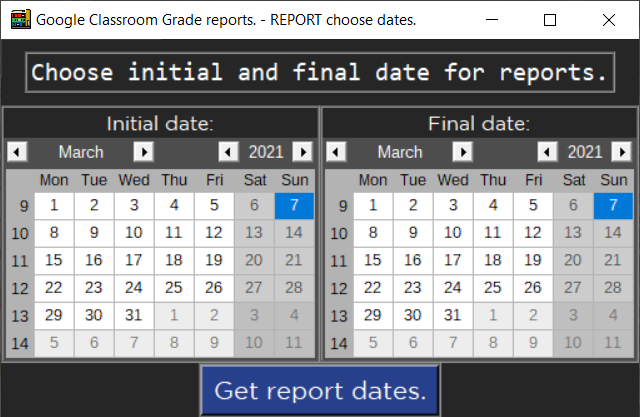 Google Classroom Grade reports. - REPORT choose dates.
Choose initial and final date for reports.
Initial date:
March 2021
Mon Tue Wed Thu Fri Sat Sun
9 1 2 3 4 5 6 7
10 8 9 10 11 12 13 14
11 15 16 17 18 19 20 21
12 22 23 24 25 26 27 28
13 29 30 31 1 2 3 4
14 5 6 7 8 9 10 11
Final date:
March 2021
Mon Tue Wed Thu Fri Sat Sun
9 1 2 3 4 5 6 7
10 8 9 10 11 12 13 14
11 15 16 17 18 19 20 21
12 22 23 24 25 26 27 28
13 29 30 31 1 2 3 4
14 5 6 7 8 9 10 11
Get report dates.